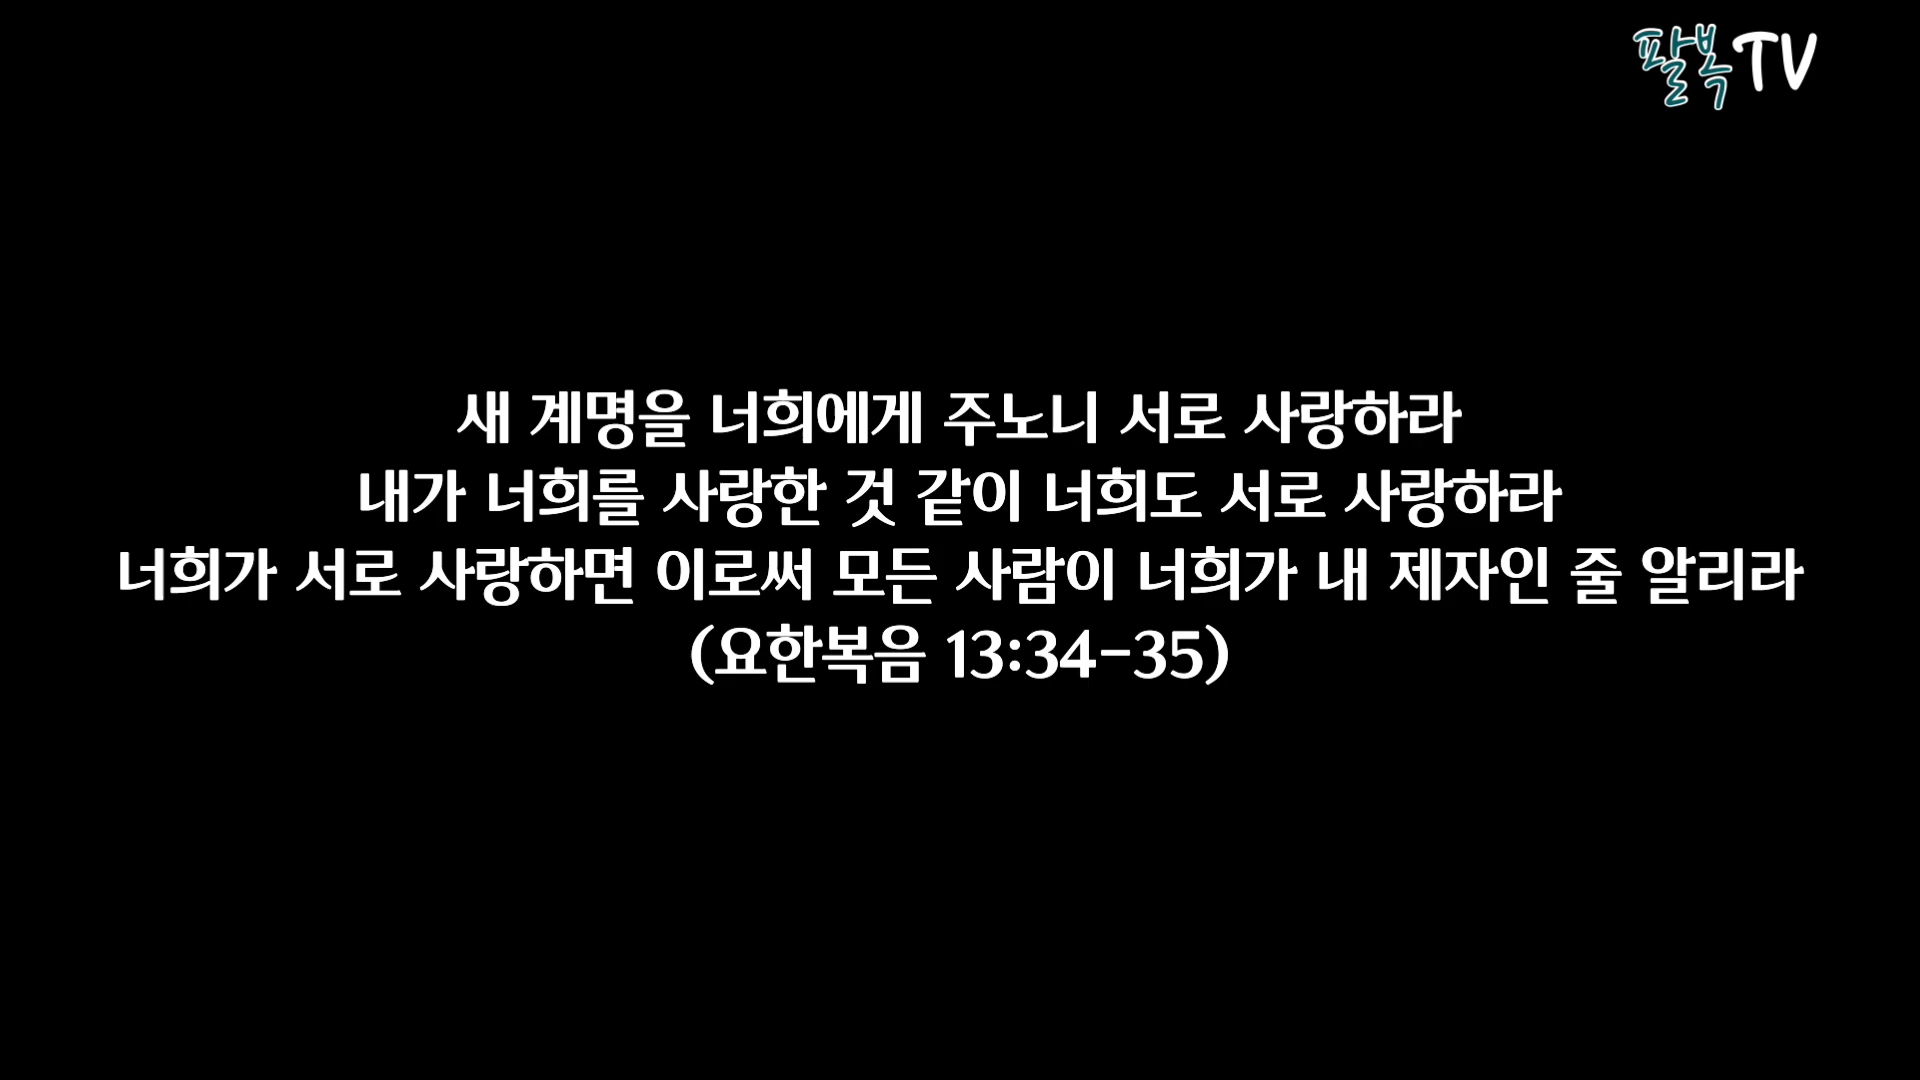 팔복TV
새 계명을 너희에게 주노니 서로 사랑하라
내가 너희를 사랑한 것 같이 너희도 서로 사랑하라
너희가 서로 사랑하면 이로써 모든 사람이 너희가 내 제자인 줄 알리라
(요한복음 13:34-35)